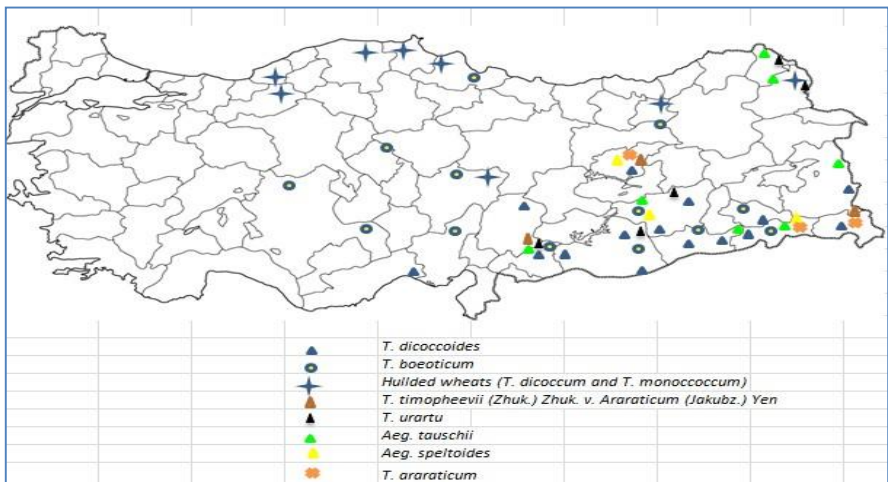 T. dicoccoides
T. boeoticum
Hullded wheats (T. dicoccum and T. monoccoccum)
T. timopheevii (Zhuk.) Zhuk. v. Araraticum (Jakubz.) Yen
T. urartu
Aeg. tauschii
Aeg. speltoides
T. araraticum